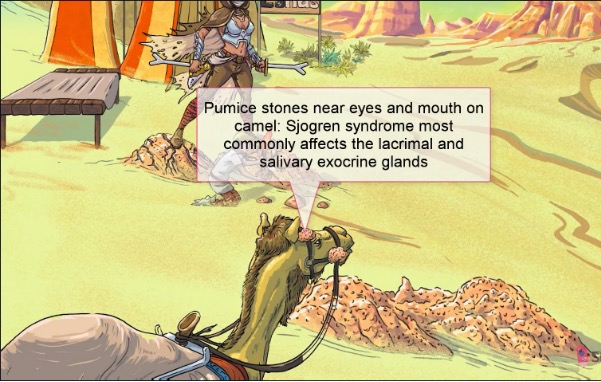 Pumice stones near eyes and mouth on
camel: Sjogren syndrome most
commonly affects the lacrimal and
salivary exocrine glands